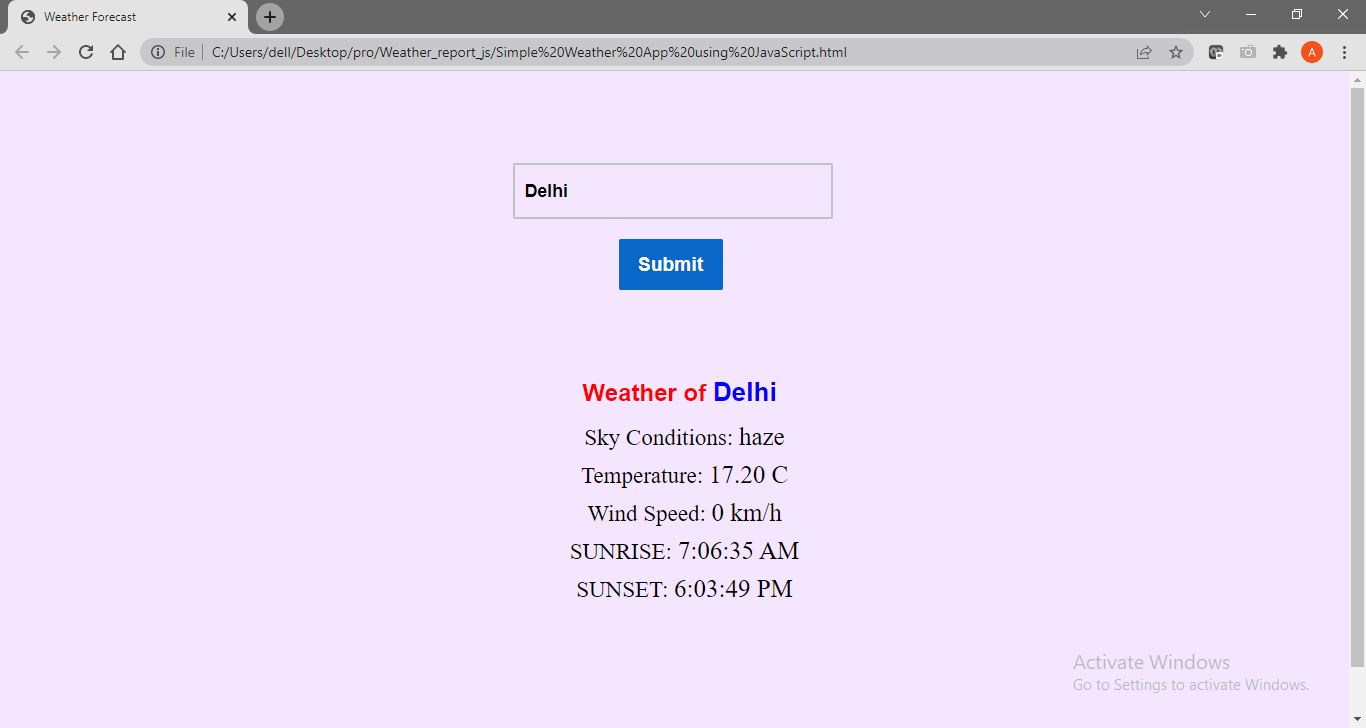 Weather Forecast
File C:/Users/dell/Desktop/pro/Weather_report_js/Simple%20Weather%20App%20using%20JavaScript.html
A
Delhi
Submit
Weather of Delhi
Sky Conditions: haze
Temperature: 17.20 C
Wind Speed: 0 km/h
SUNRISE: 7:06:35 AM
SUNSET: 6:03:49 PM
Activate Windows
Go to Settings to activate Windows.